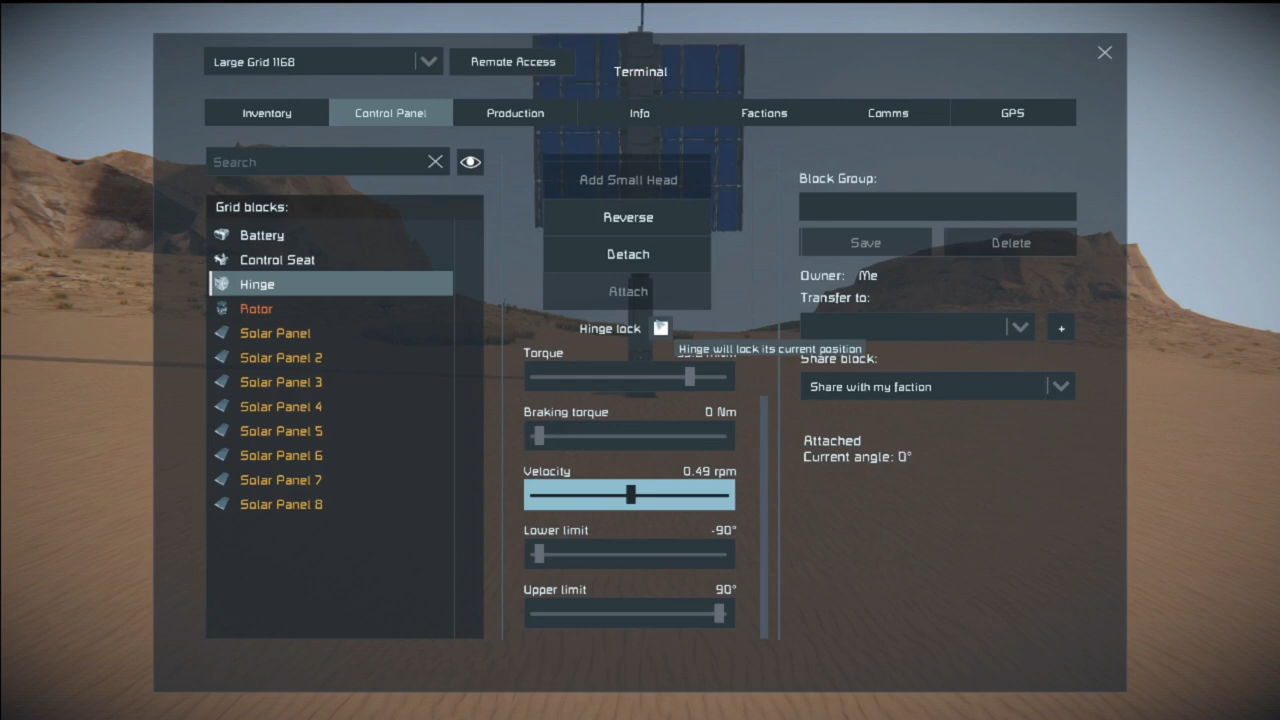 Large Grid 1168
Remote Access
Terminal
Inventory
Control Panel
Production
Info
Factions
Comms
GPS
Search
Grid blocks:
Battery
Control Seat
Hinge
Rotor
Solar Panel
Solar Panel 2
Solar Panel 3
Solar Panel 4
Solar Panel 5
Solar Panel 6
Solar Panel 7
Solar Panel 8
Add Small Head
Reverse
Detach
Attach
Hinge lock
Hinge will lock its current position
Torque
Braking torque 0 Nm
Velocity 0.49 rpm
Lower limit -90°
Upper limit 90°
Block Group:
Save
Delete
Owner: Me
Transfer to:
+
Share block:
Share with my faction
Attached
Current angle: 0°